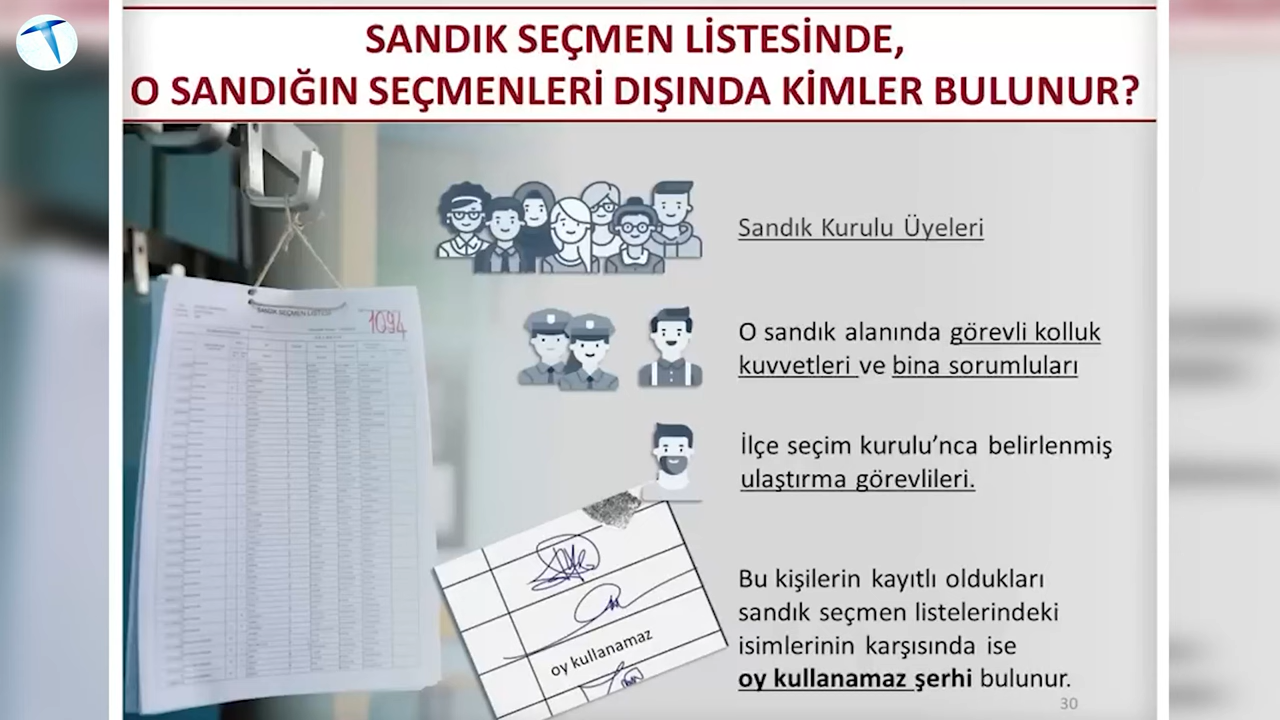 SANDIK SEÇMEN LİSTESİNDE,
O SANDIĞIN SEÇMENLERİ DIŞINDA KİMLER BULUNUR?
SANDIK SEÇMEN LİSTESİ
1094
Sandık Kurulu Üyeleri
O sandık alanında görevli kolluk
kuvvetleri ve bina sorumluları
İlçe seçim kurulu’nca belirlenmiş
ulaştırma görevlileri.
oy kullanamaz
Bu kişilerin kayıtlı oldukları
sandık seçmen listelerindeki
isimlerinin karşısında ise
oy kullanamaz şerhi bulunur.
30